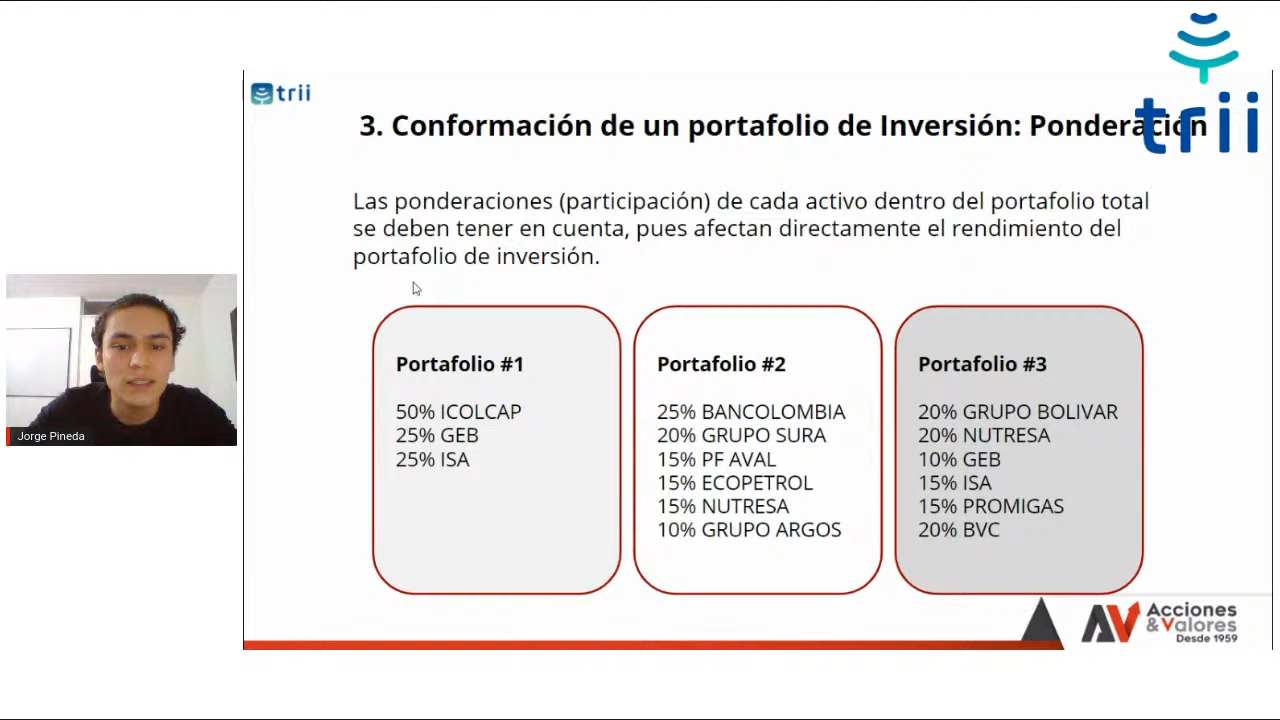 trii
trii
3. Conformación de un portafolio de Inversión: Ponderación
Las ponderaciones (participación) de cada activo dentro del portafolio total
se deben tener en cuenta, pues afectan directamente el rendimiento del
portafolio de inversión.
Portafolio #1
50% ICOLCAP
25% GEB
25% ISA
Portafolio #2
25% BANCOLOMBIA
20% GRUPO SURA
15% PF AVAL
15% ECOPETROL
15% NUTRESA
10% GRUPO ARGOS
Portafolio #3
20% GRUPO BOLIVAR
20% NUTRESA
10% GEB
15% ISA
15% PROMIGAS
20% BVC
Jorge Pineda
AV
Acciones
& Valores
Desde 1959